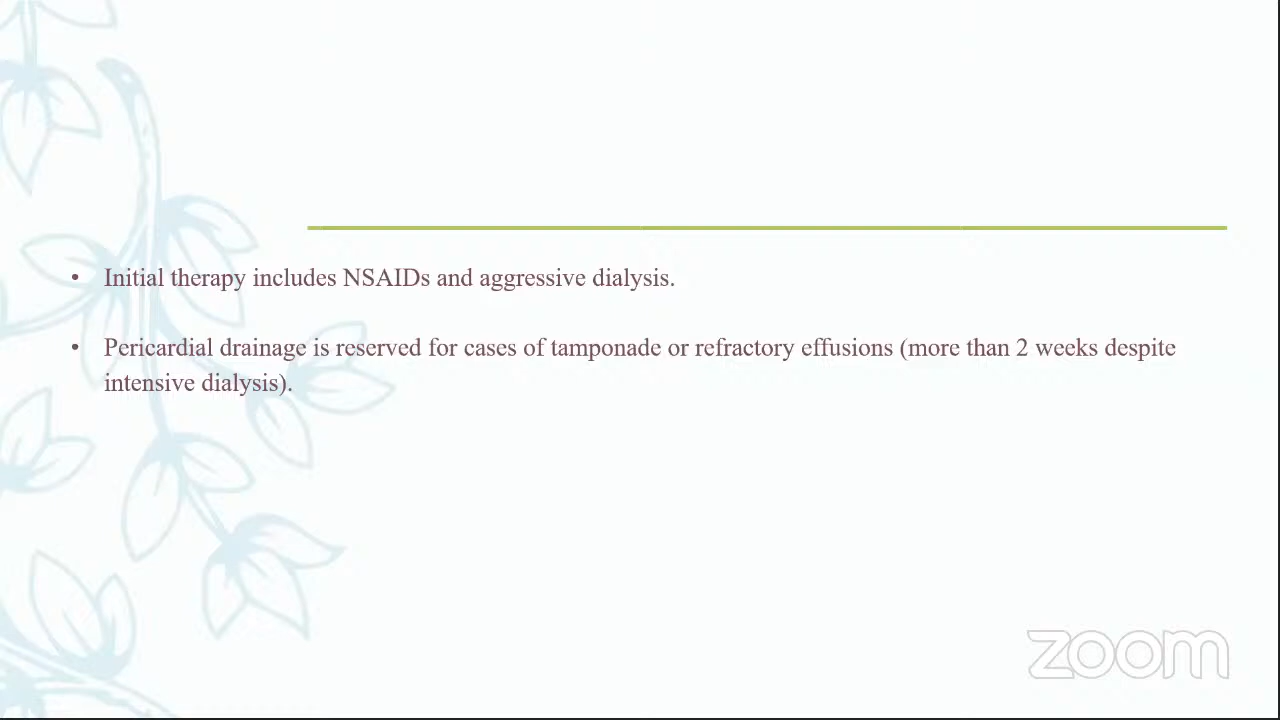 • Initial therapy includes NSAIDs and aggressive dialysis.
• Pericardial drainage is reserved for cases of tamponade or refractory effusions (more than 2 weeks despite
intensive dialysis).
zoom